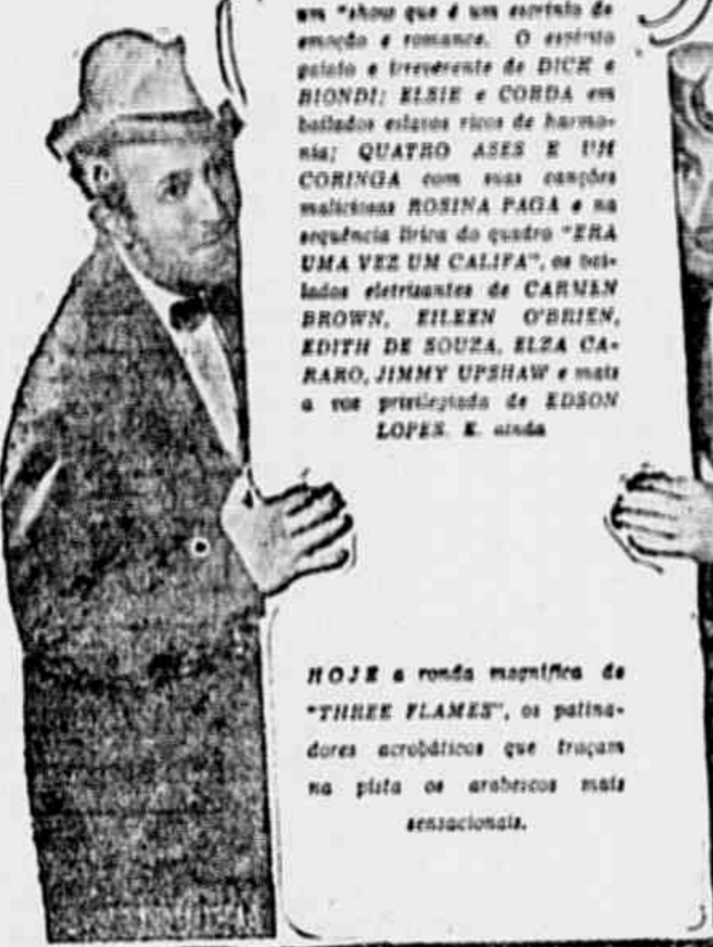 um "show que é um escrínio de
emoção e romance. O espírito
gaiato e irreverente de DICK e
BIONDI; ELSIE e CORDA em
bailados eslavos ricos de harmo-
nia; QUATRO ASES E UM
CORINGA com suas canções
maliciosas ROSINA PAGA e na
sequência lírica do quadro "ERA
UMA VEZ UM CALIFA", os bai-
lados eletrisantes de CARMEN
BROWN, EILEEN O'BRIEN,
EDITH DE SOUZA, ELZA CA-
RARO, JIMMY UPSHAW e mais
a voz privilegiada de EDSON
LOPES. E. ainda
HOJE a ronda magnífica de
"THREE FLAMES", os patina-
dores acrobáticos que traçam
na pista os arabescos mais
sensacionais.